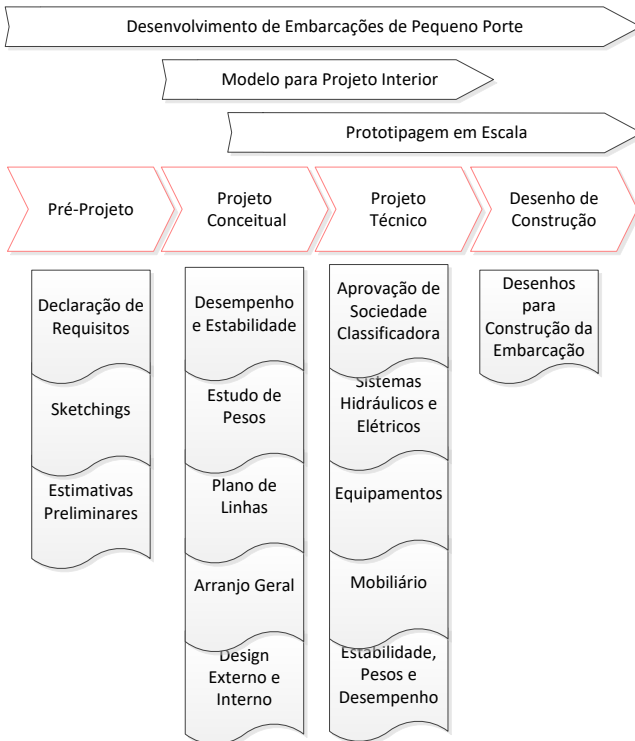 Desenvolvimento de Embarcações de Pequeno Porte
Modelo para Projeto Interior
Prototipagem em Escala
Pré-Projeto
Projeto
Conceitual
Projeto
Técnico
Desenho de
Construção
Declaração de
Requisitos
Sketchings
Estimativas
Preliminares
Desempenho
e Estabilidade
Estudo de
Pesos
Plano de
Linhas
Arranjo Geral
Design
Externo e
Interno
Aprovação de
Sociedade
Classificadora
Sistemas
Hidráulicos e
Elétricos
Equipamentos
Mobiliário
Estabilidade,
Pesos e
Desempenho
Desenhos
para
Construção da
Embarcação